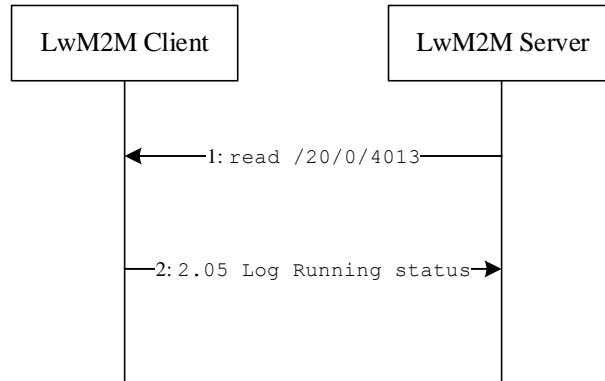 LwM2M Client
LwM2M Server
1: read /20/0/4013
2: 2.05 Log Running status